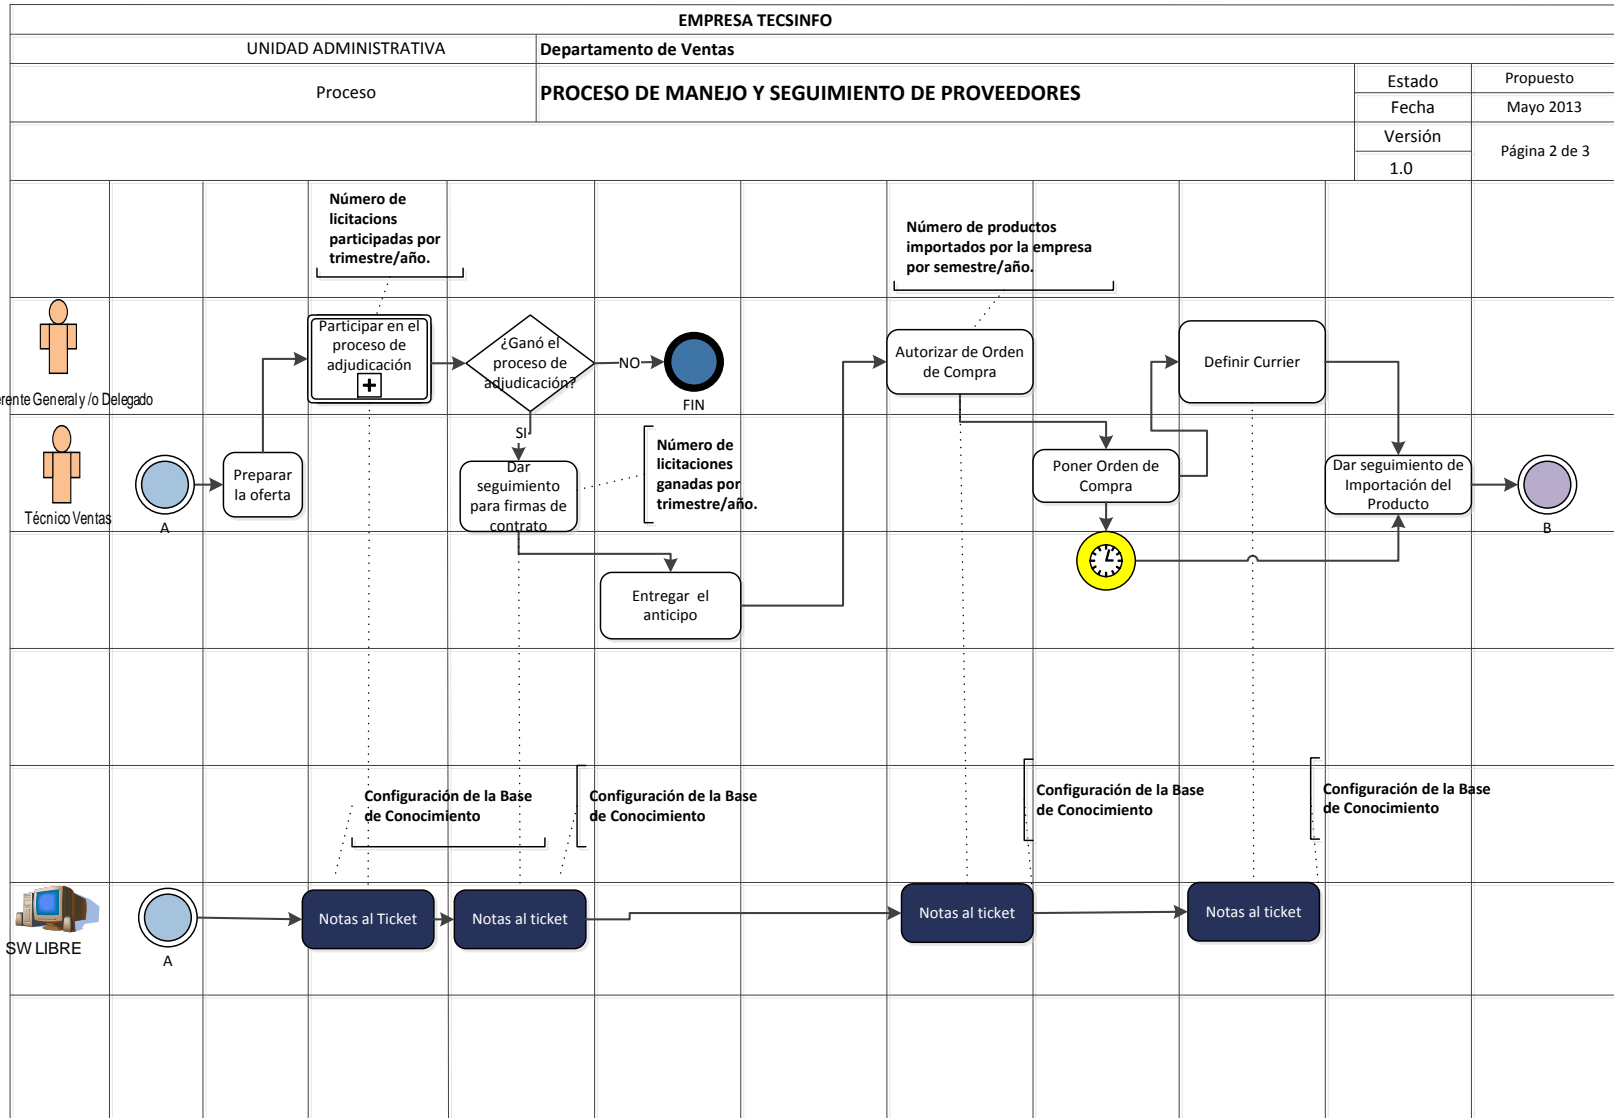 EMPRESA TECSINFO
UNIDAD ADMINISTRATIVA
Departamento de Ventas
Proceso
PROCESO DE MANEJO Y SEGUIMIENTO DE PROVEEDORES
Estado
Propuesto
Fecha
Mayo 2013
Versión
1.0
Página 2 de 3
Número de
licitacions
participadas por
trimestre/año.
Número de productos
importados por la empresa
por semestre/año.
erente General y /o Delegado
Participar en el
proceso de
adjudicación
¿Ganó el
proceso de
adjudicación?
NO
FIN
SI
Autorizar de Orden
de Compra
Definir Currier
Técnico Ventas
A
Preparar
la oferta
Dar
seguimiento
para firmas de
contrato
Número de
licitaciones
ganadas por
trimestre/año.
Poner Orden de
Compra
Dar seguimiento de
Importación del
Producto
B
Entregar el
anticipo
Configuración de la Base
de Conocimiento
Configuración de la Base
de Conocimiento
Configuración de la Base
de Conocimiento
Configuración de la Base
de Conocimiento
SW LIBRE
A
Notas al Ticket
Notas al ticket
Notas al ticket
Notas al ticket